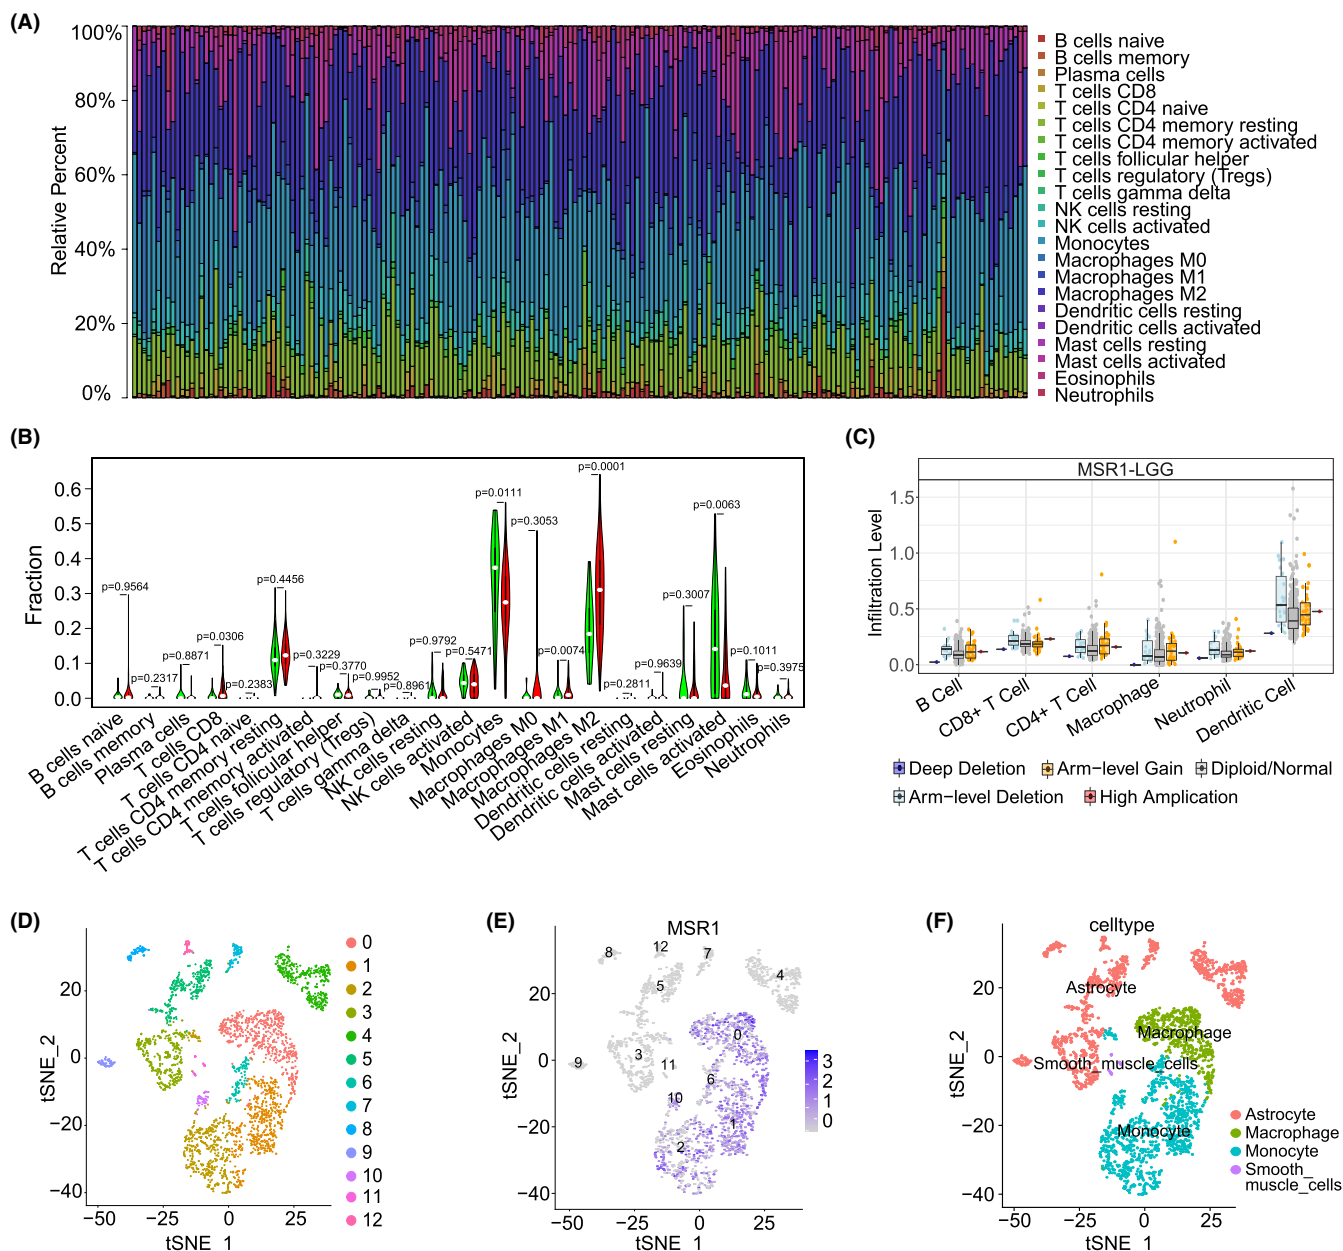 (A)
100%
80%
60%
40%
20%
0%
Relative Percent
B cells naive
B cells memory
Plasma cells
T cells CD8
T cells CD4 naive
T cells CD4 memory resting
T cells CD4 memory activated
T cells follicular helper
T cells regulatory (Tregs)
T cells gamma delta
NK cells resting
NK cells activated
Monocytes
Macrophages M0
Macrophages M1
Macrophages M2
Dendritic cells resting
Dendritic cells activated
Mast cells resting
Mast cells activated
Eosinophils
Neutrophils
(B)
Fraction
0.6
0.5
0.4
0.3
0.2
0.1
0.0
p=0.9564
p=0.2317
p=0.8871
p=0.0306
p=0.2383
p=0.4456
p=0.3229
p=0.3770
p=0.9952
p=0.8961
p=0.9792
p=0.5471
p=0.0111
p=0.3053
p=0.0074
p=0.0001
p=0.2811
p=0.9639
p=0.3007
p=0.0063
p=0.1011
p=0.3975
B cells naive
B cells memory
Plasma cells
T cells CD8
T cells CD4 naive
T cells CD4 memory resting
T cells CD4 memory activated
T cells follicular helper
T cells regulatory (Tregs)
T cells gamma delta
NK cells resting
NK cells activated
Monocytes
Macrophages M0
Macrophages M1
Macrophages M2
Dendritic cells resting
Dendritic cells activated
Mast cells resting
Mast cells activated
Eosinophils
Neutrophils
(C)
MSR1-LGG
Infiltration Level
1.5
1.0
0.5
0.0
B Cell
CD8+ T Cell
CD4+ T Cell
Macrophage
Neutrophil
Dendritic Cell
Deep Deletion
Arm-level Gain
Diploid/Normal
Arm-level Deletion
High Amplication
(D)
tSNE_2
20
0
-20
-40
-50
-25
0
25
tSNE_1
0
1
2
3
4
5
6
7
8
9
10
11
12
(E)
MSR1
tSNE_2
20
0
-20
-40
-50
-25
0
25
tSNE_1
8
12
7
4
5
0
3
9
11
6
10
1
2
3
2
1
0
(F)
celltype
tSNE_2
20
0
-20
-40
-50
-25
0
25
tSNE_1
Astrocyte
Macrophage
Smooth_muscle_cells
Monocyte
Astrocyte
Macrophage
Monocyte
Smooth_
muscle_cells